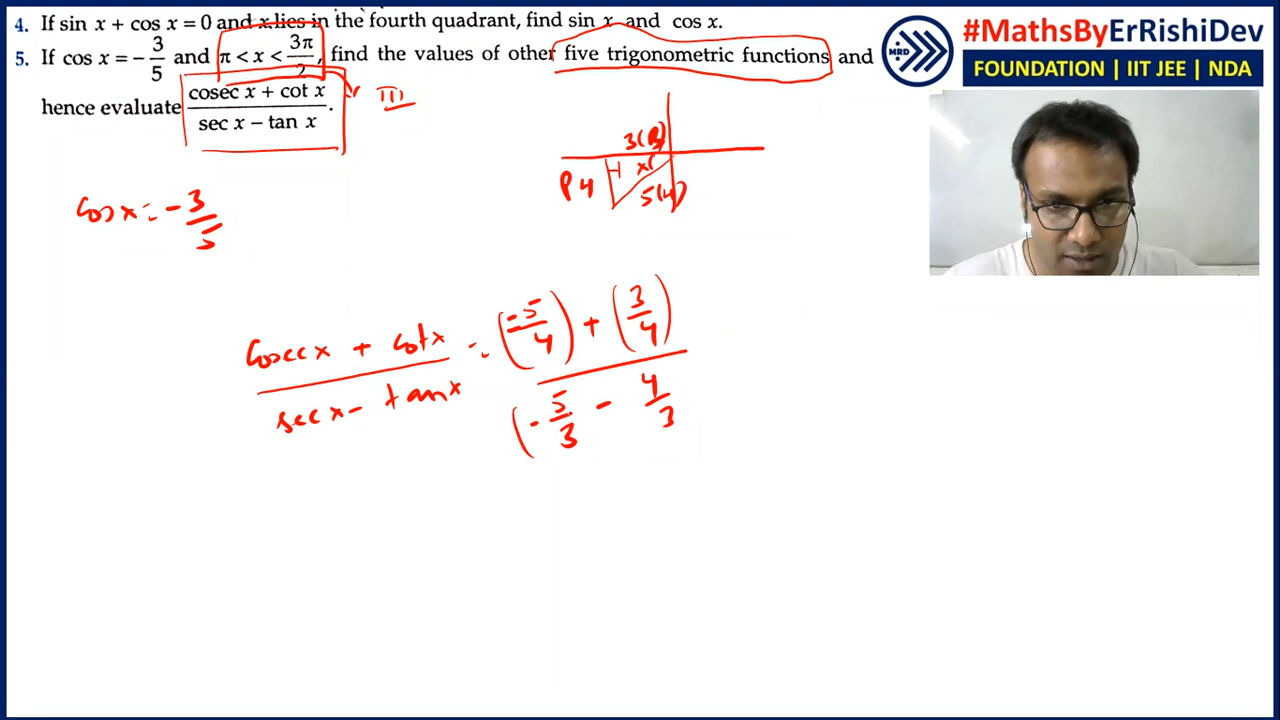 4. If sin x + cos x = 0 and x lies in the fourth quadrant, find sin x and cos x.
5. If cos x = − 3/5 and π < x < 3π/2, find the values of other five trigonometric functions and
hence evaluate (cosec x + cot x)/(sec x − tan x).
III
#MathsByErRishiDev
MRD
FOUNDATION | IIT JEE | NDA
3(B)
P 4
x
5(H)
cos x = -3/5
(cosec x + cot x)/(sec x - tan x) = ((-5/4) + (3/4))/(( -5/3 - 4/3